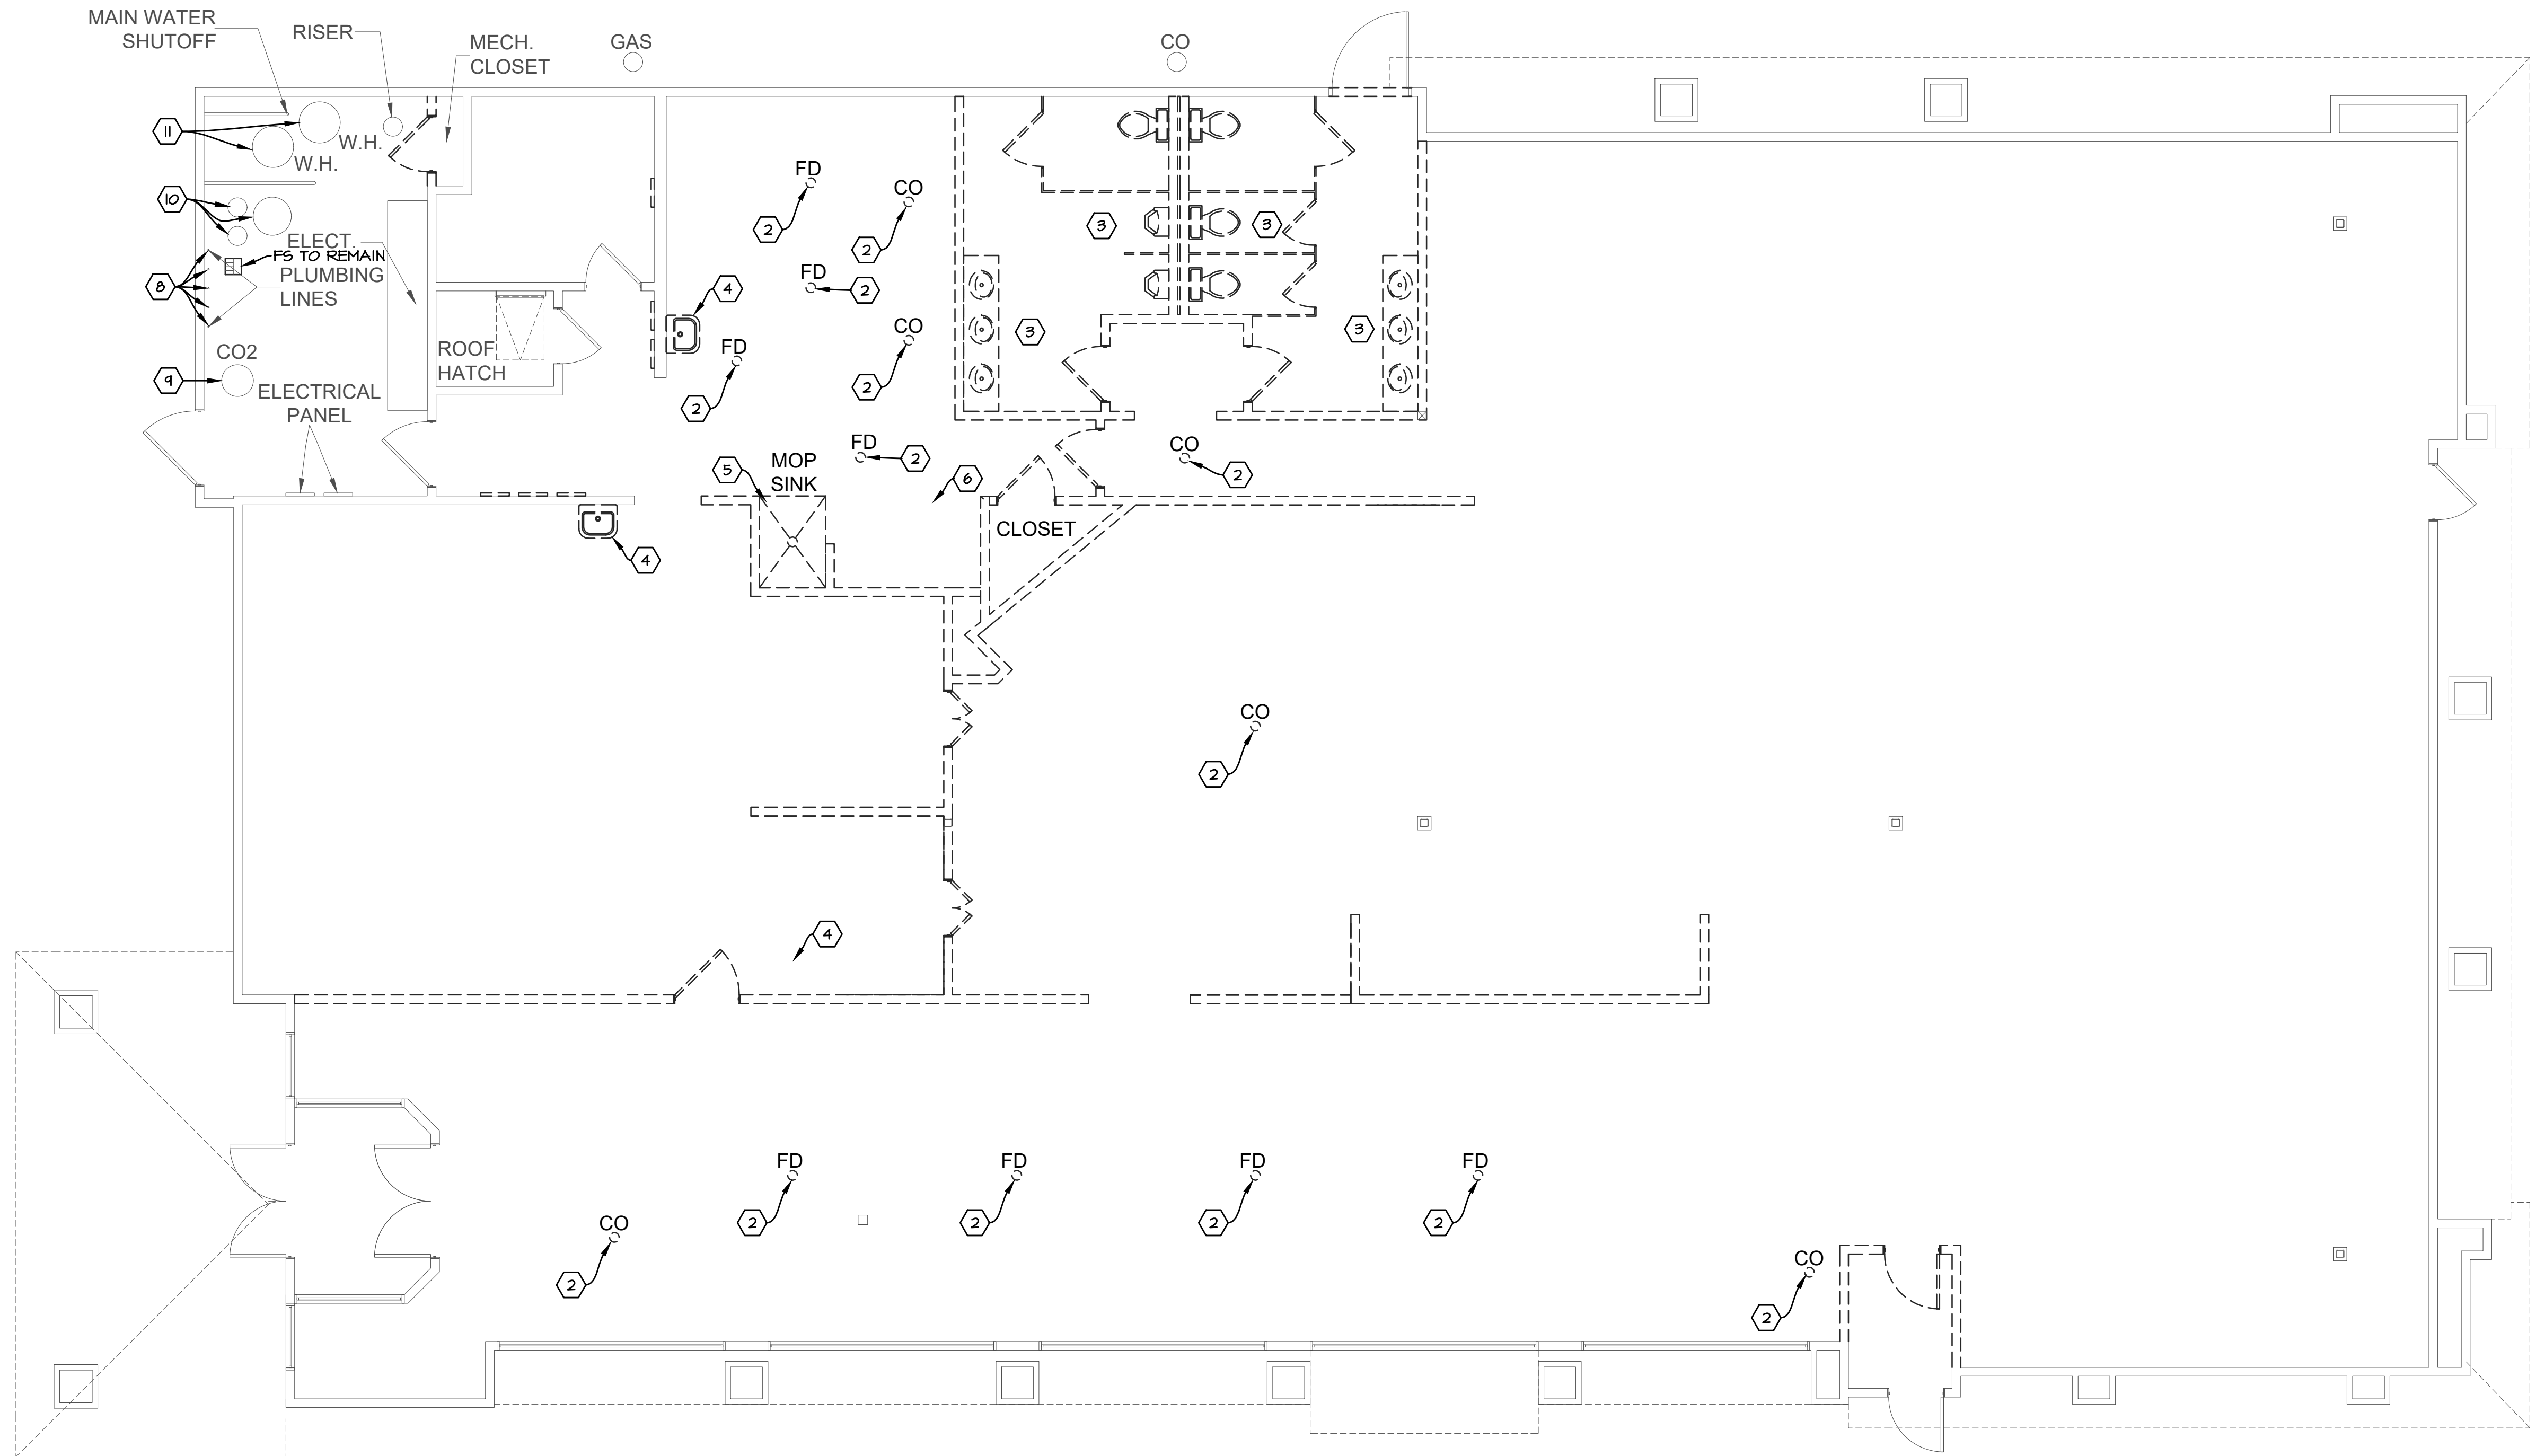 MAIN WATER
SHUTOFF
RISER
MECH.
CLOSET
GAS
CO
11
W.H.
W.H.
10
ELECT.
FS TO REMAIN
PLUMBING
LINES
8
CO2
9
ELECTRICAL
PANEL
ROOF
HATCH
FD
2
CO
2
FD
2
4
FD
2
CO
2
3
3
3
3
FD
2
CO
2
5
MOP
SINK
6
CLOSET
4
CO
2
4
FD
2
FD
2
FD
2
FD
2
CO
2
CO
2